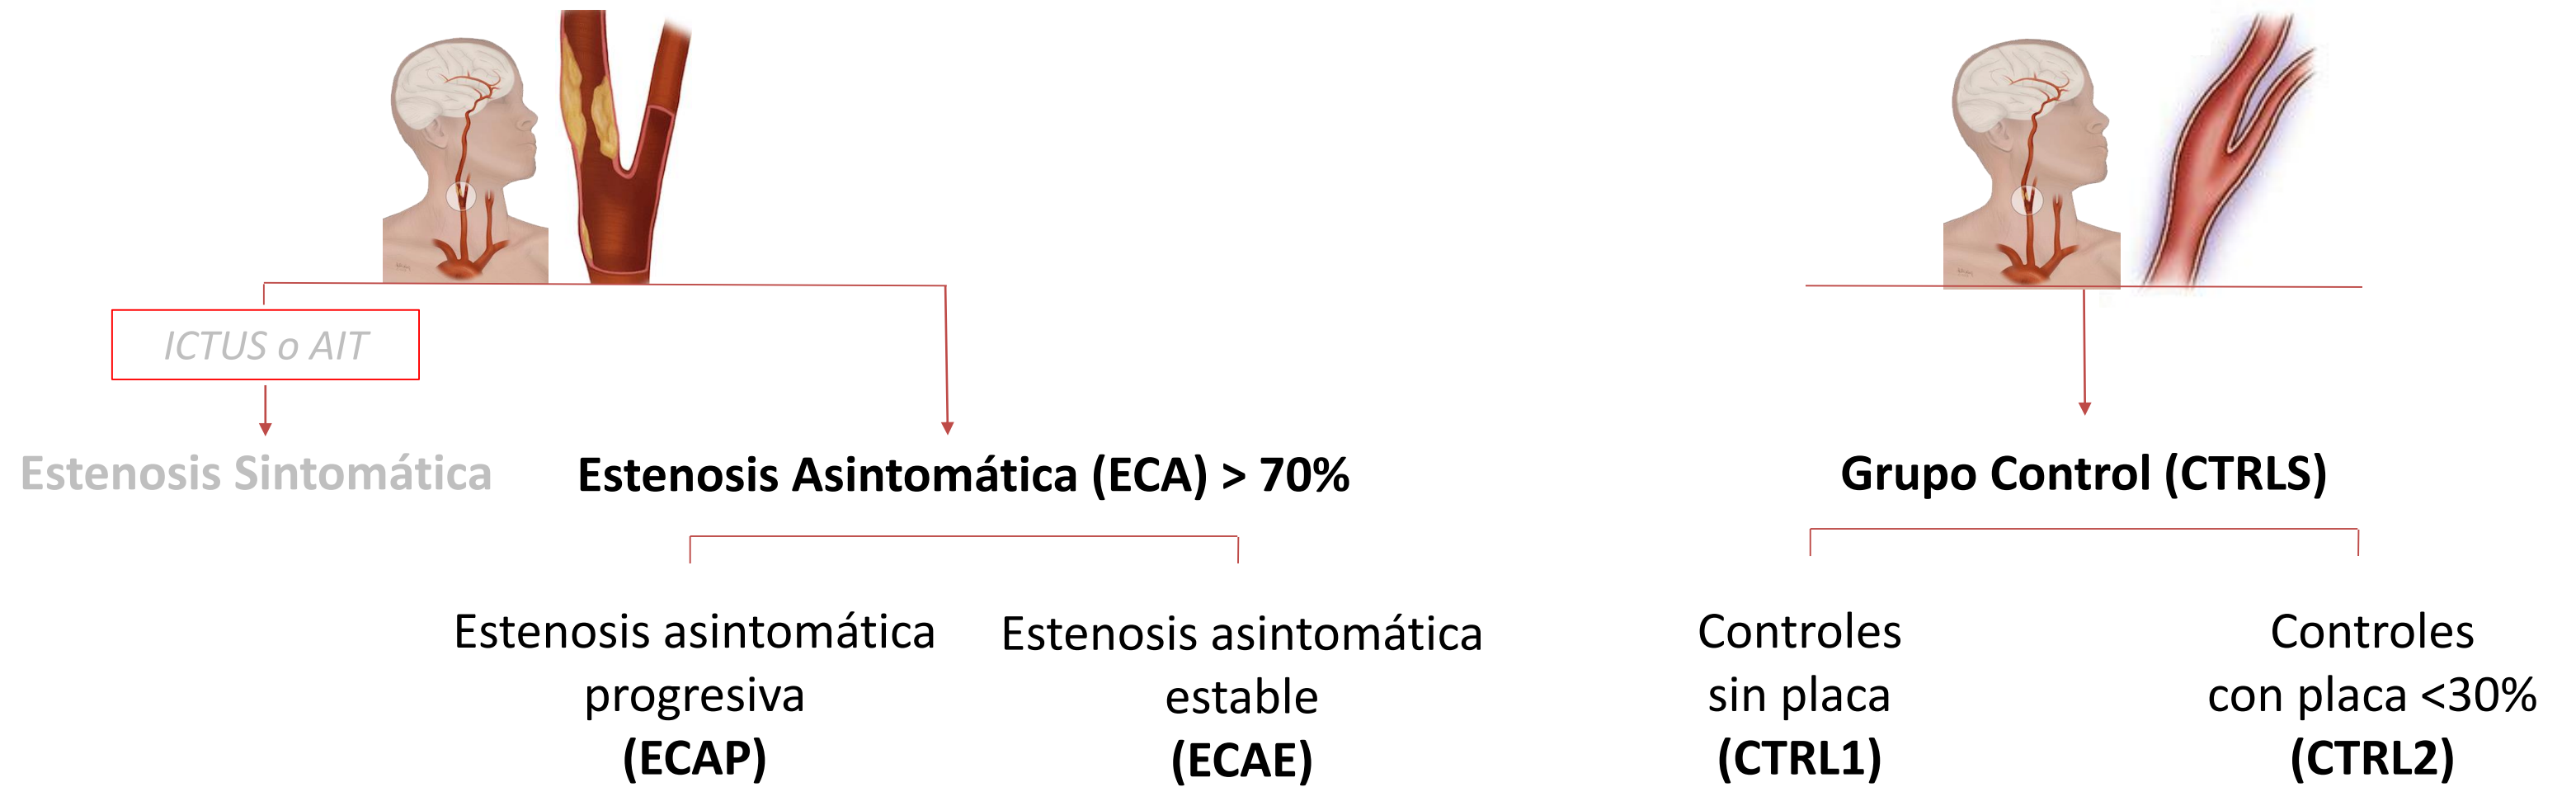 ICTUS o AIT
Estenosis Sintomática
Estenosis Asintomática (ECA) > 70%
Grupo Control (CTRLS)
Estenosis asintomática
progresiva
(ECAP)
Estenosis asintomática
estable
(ECAE)
Controles
sin placa
(CTRL1)
Controles
con placa <30%
(CTRL2)